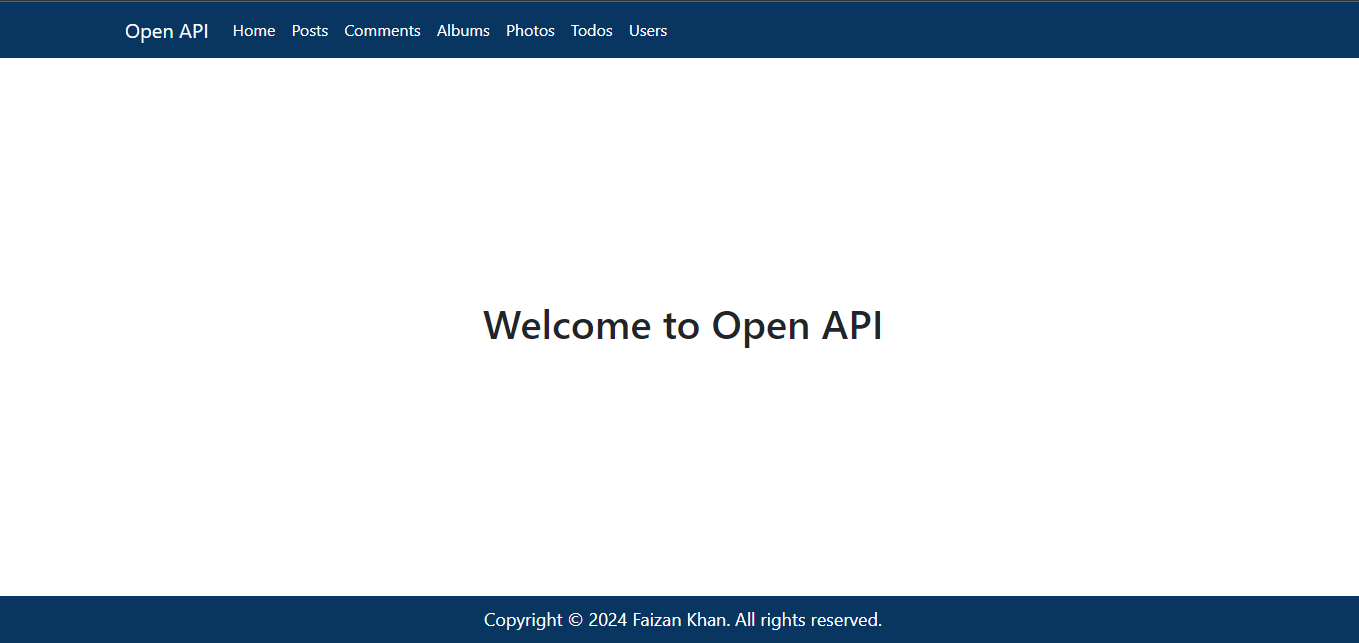 Open API Home Posts Comments Albums Photos Todos Users
Welcome to Open API
Copyright © 2024 Faizan Khan. All rights reserved.